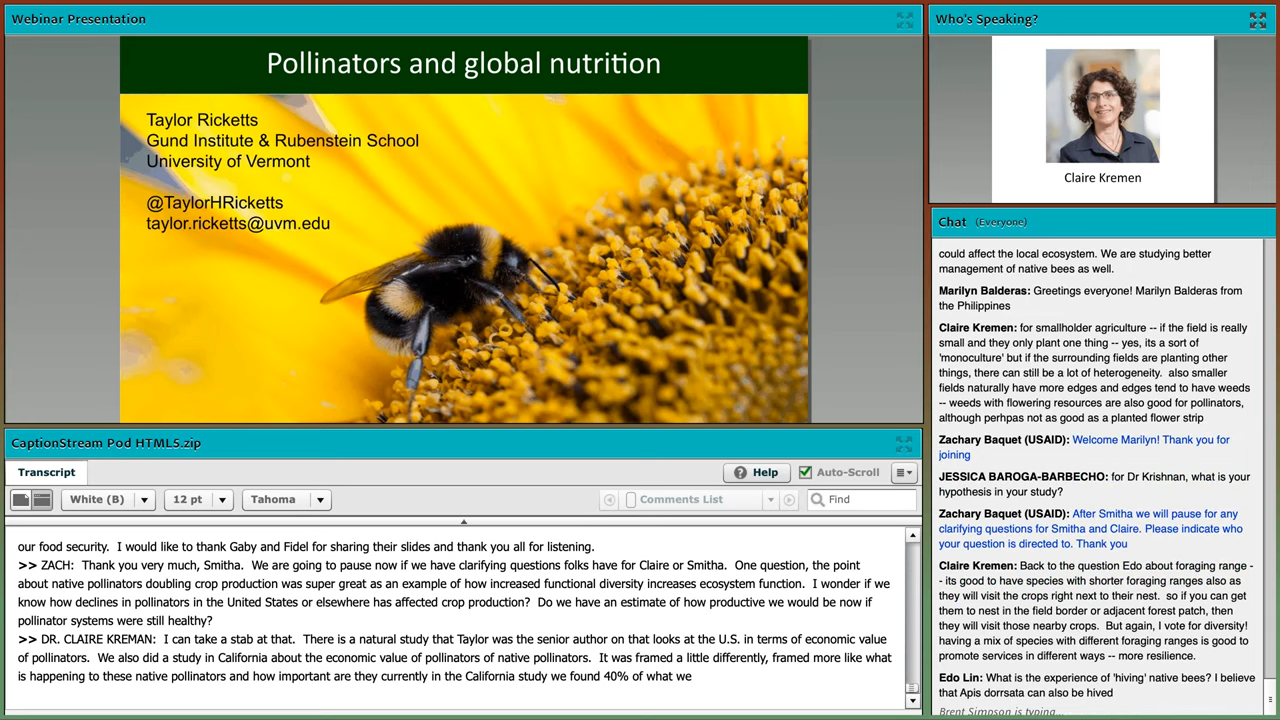 Webinar Presentation
Pollinators and global nutrition
Taylor Ricketts
Gund Institute & Rubenstein School
University of Vermont
@TaylorHRicketts
taylor.ricketts@uvm.edu
Who's Speaking?
Claire Kremen
CaptionStream Pod HTML5.zip
Transcript
Help
Auto-Scroll
White (B)
12 pt
Tahoma
Comments List
Find
our food security.  I would like to thank Gaby and Fidel for sharing their slides and thank you all for listening.
>> ZACH:  Thank you very much, Smitha.  We are going to pause now if we have clarifying questions folks have for Claire or Smitha.  One question, the point
about native pollinators doubling crop production was super great as an example of how increased functional diversity increases ecosystem function.  I wonder if we
know how declines in pollinators in the United States or elsewhere has affected crop production?  Do we have an estimate of how productive we would be now if
pollinator systems were still healthy?
>> DR. CLAIRE KREMAN:  I can take a stab at that.  There is a natural study that Taylor was the senior author on that looks at the U.S. in terms of economic value
of pollinators.  We also did a study in California about the economic value of pollinators of native pollinators.  It was framed a little differently, framed more like what
is happening to these native pollinators and how important are they currently in the California study we found 40% of what we
Chat (Everyone)
could affect the local ecosystem. We are studying better
management of native bees as well.
Marilyn Balderas: Greetings everyone! Marilyn Balderas from
the Philippines
Claire Kremen: for smallholder agriculture -- if the field is really
small and they only plant one thing -- yes, its a sort of
'monoculture' but if the surrounding fields are planting other
things, there can still be a lot of heterogeneity.  also smaller
fields naturally have more edges and edges tend to have weeds
-- weeds with flowering resources are also good for pollinators,
although perhpas not as good as a planted flower strip
Zachary Baquet (USAID): Welcome Marilyn! Thank you for
joining
JESSICA BAROGA-BARBECHO: for Dr Krishnan, what is your
hypothesis in your study?
Zachary Baquet (USAID): After Smitha we will pause for any
clarifying questions for Smitha and Claire. Please indicate who
your question is directed to. Thank you
Claire Kremen: Back to the question Edo about foraging range -
- its good to have species with shorter foraging ranges also as
they will visit the crops right next to their nest.  so if you can get
them to nest in the field border or adjacent forest patch, then
they will visit those nearby crops.  But again, I vote for diversity!
having a mix of species with different foraging ranges is good to
promote services in different ways -- more resilience.
Edo Lin: What is the experience of 'hiving' native bees? I believe
that Apis dorrsata can also be hived
Brent Simpson is typing...